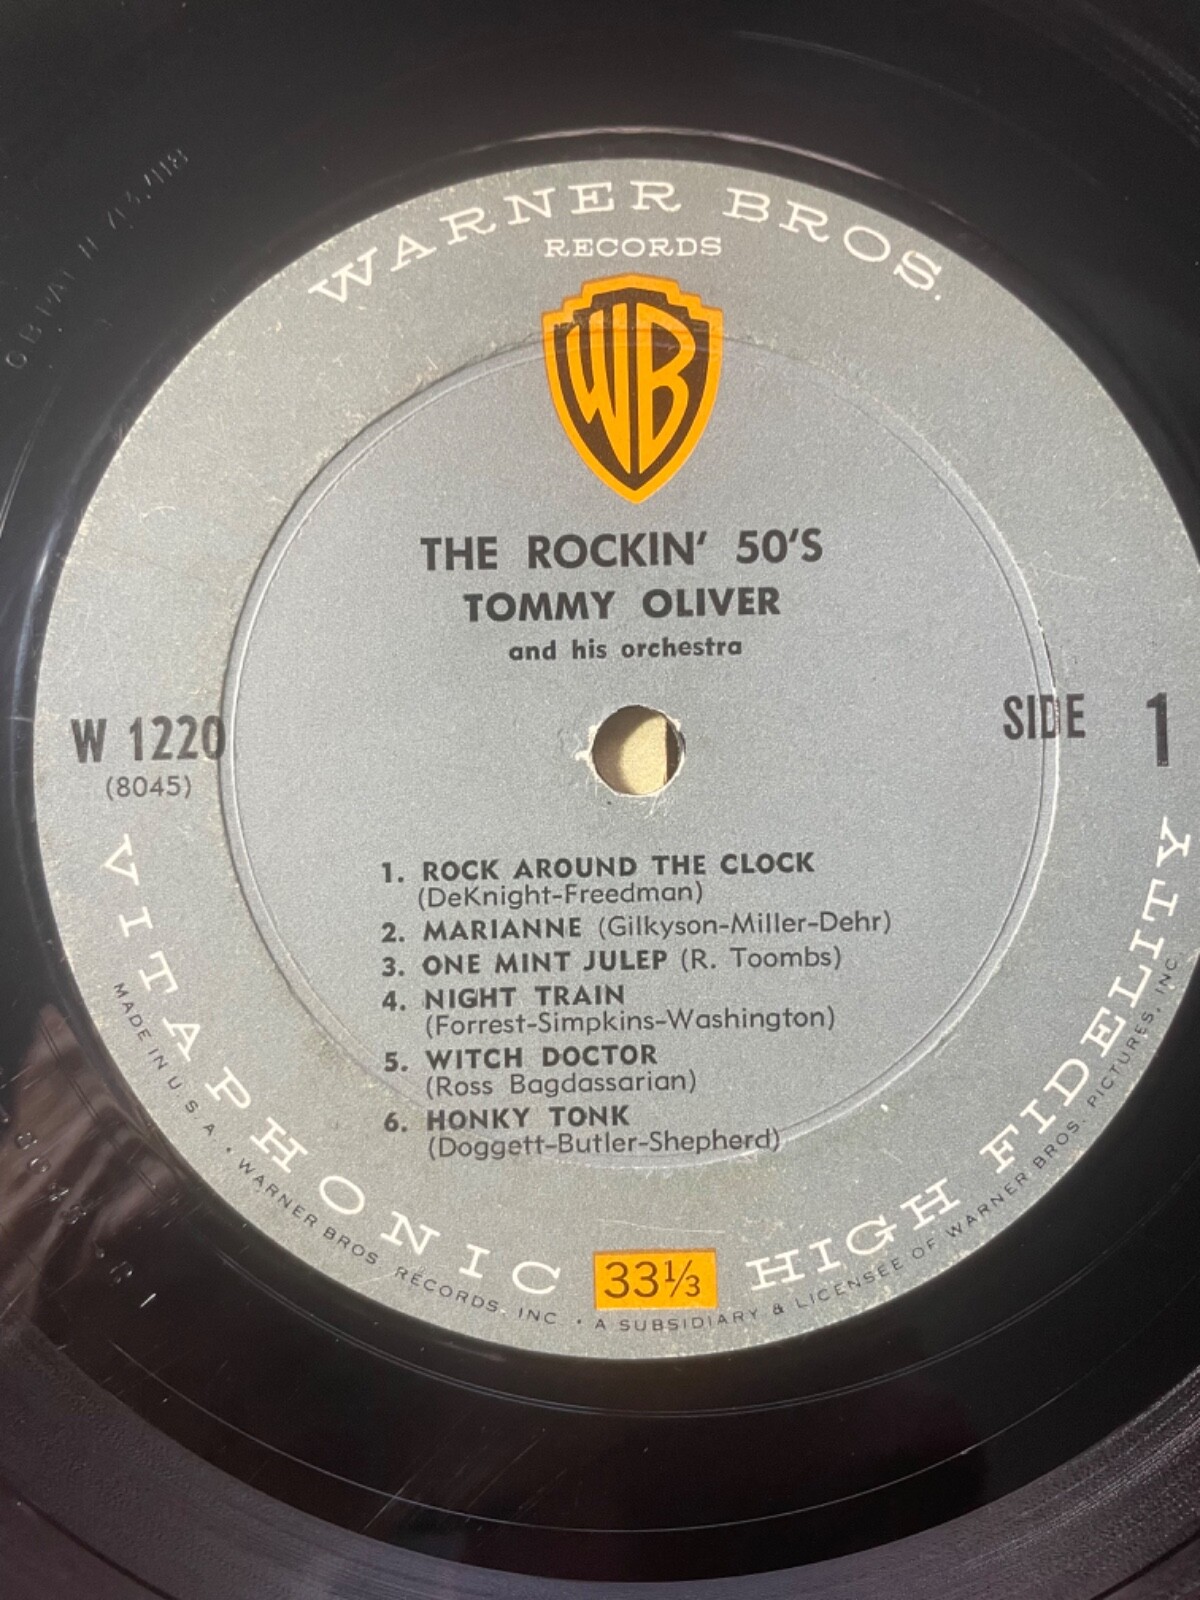 WARNER BROS.
RECORDS
WB
THE ROCKIN' 50'S
TOMMY OLIVER
and his orchestra
W 1220
(8045)
SIDE 1
1. ROCK AROUND THE CLOCK
(DeKnight-Freedman)
2. MARIANNE (Gilkyson-Miller-Dehr)
3. ONE MINT JULEP (R. Toombs)
4. NIGHT TRAIN
(Forrest-Simpkins-Washington)
5. WITCH DOCTOR
(Ross Bagdassarian)
6. HONKY TONK
(Doggett-Butler-Shepherd)
VITAPHONIC HIGH FIDELITY
33⅓
MADE IN U.S.A. • WARNER BROS. RECORDS, INC. • A SUBSIDIARY & LICENSEE OF WARNER BROS. PICTURES, INC.